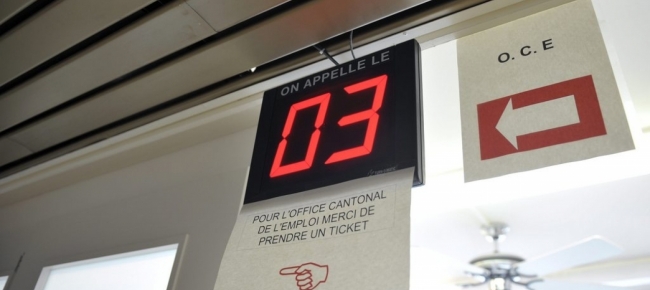 ON APPELLE LE
03
POUR L'OFFICE CANTONAL
DE L'EMPLOI MERCI DE
PRENDRE UN TICKET
O. C. E